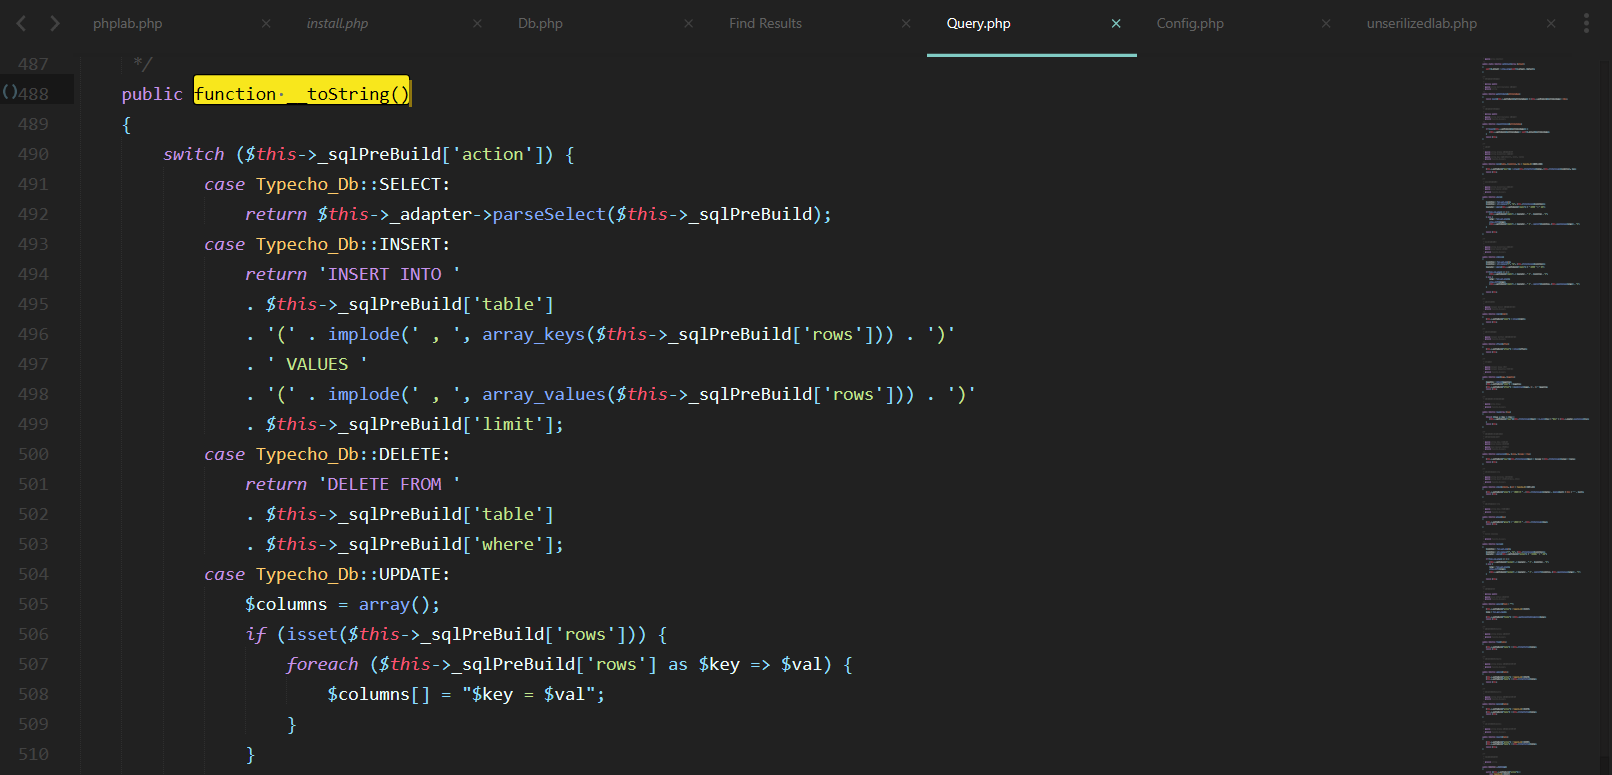 phplab.php × install.php × Db.php × Find Results × Query.php × Config.php × unserilizedlab.php ×
487 */
488 public function __toString()
489 {
490 switch ($this->_sqlPreBuild['action']) {
491 case Typecho_Db::SELECT:
492 return $this->_adapter->parseSelect($this->_sqlPreBuild);
493 case Typecho_Db::INSERT:
494 return 'INSERT INTO '
495 . $this->_sqlPreBuild['table']
496 . '(' . implode(' , ', array_keys($this->_sqlPreBuild['rows'])) . ')'
497 . ' VALUES '
498 . '(' . implode(' , ', array_values($this->_sqlPreBuild['rows'])) . ')'
499 . $this->_sqlPreBuild['limit'];
500 case Typecho_Db::DELETE:
501 return 'DELETE FROM '
502 . $this->_sqlPreBuild['table']
503 . $this->_sqlPreBuild['where'];
504 case Typecho_Db::UPDATE:
505 $columns = array();
506 if (isset($this->_sqlPreBuild['rows'])) {
507 foreach ($this->_sqlPreBuild['rows'] as $key => $val) {
508 $columns[] = "$key = $val";
509 }
510 }